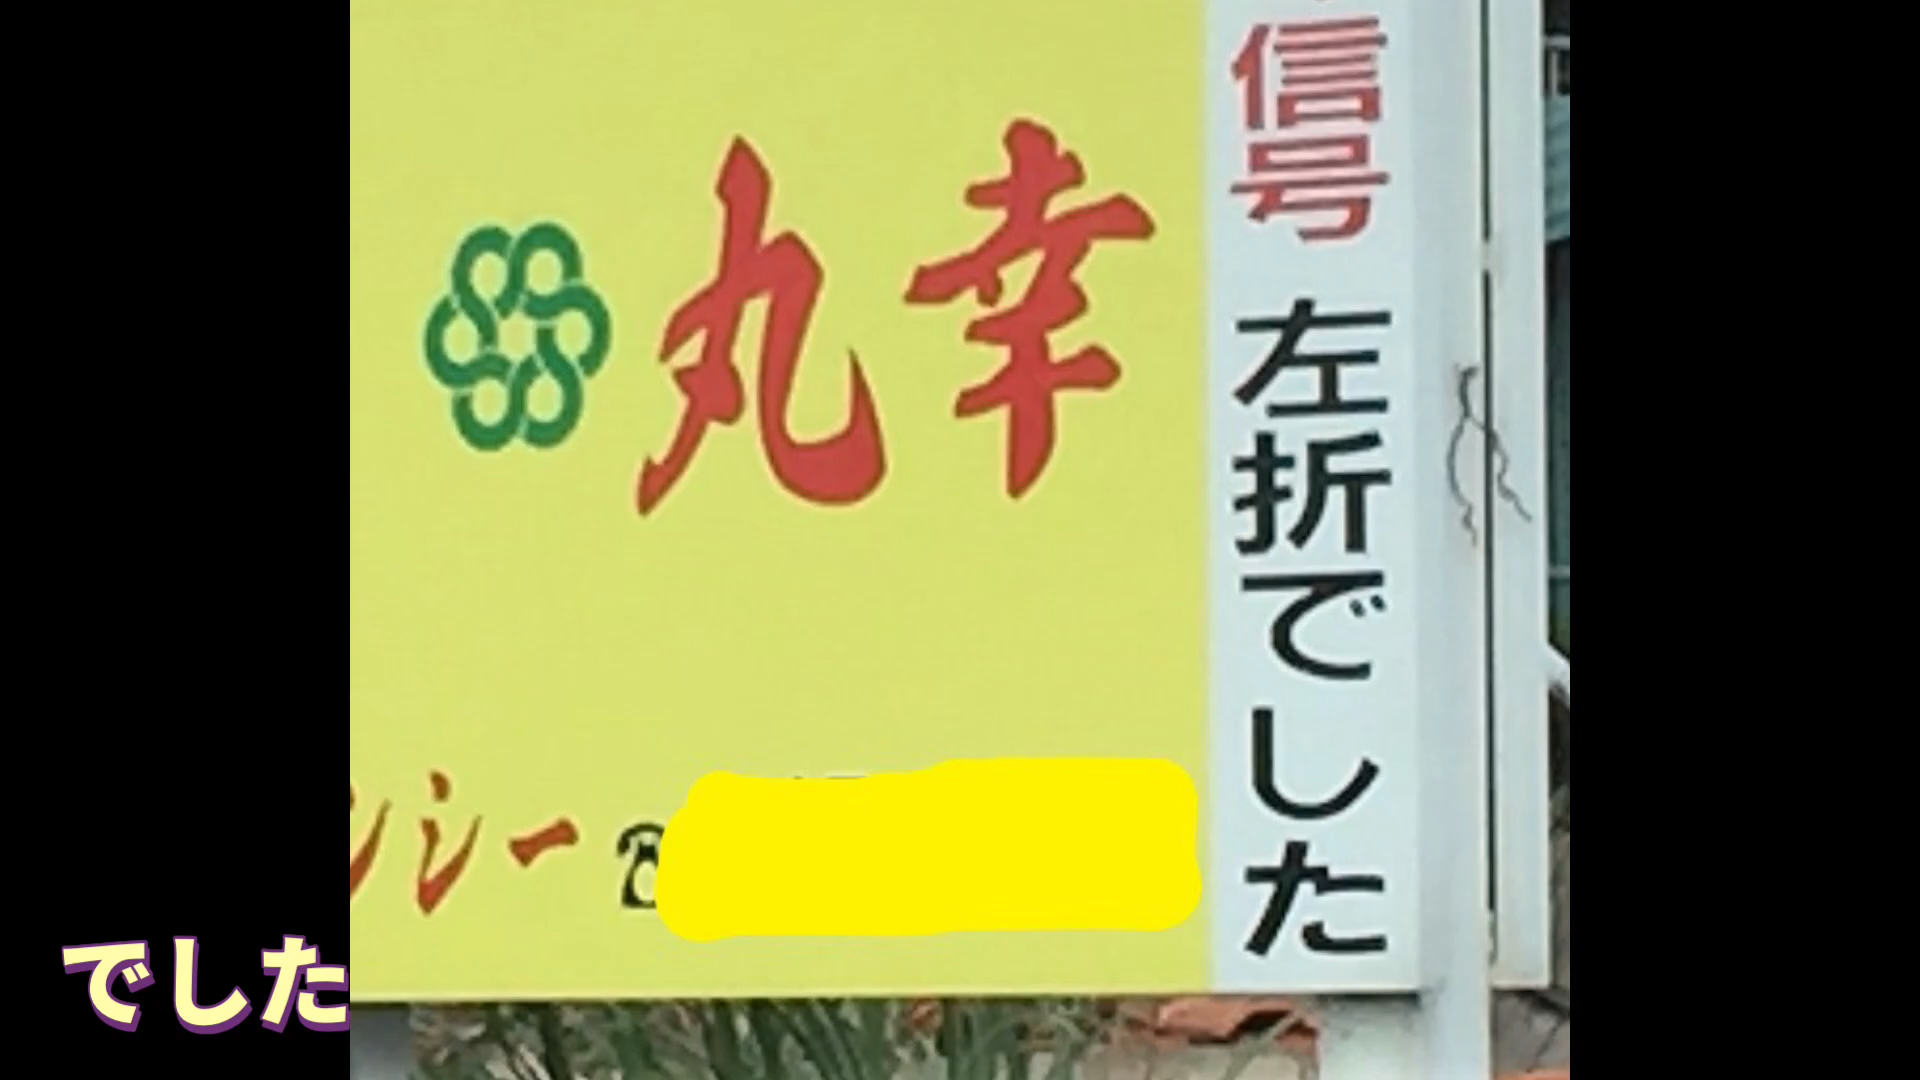 信号 左折でした
丸幸
シー ☎
でした